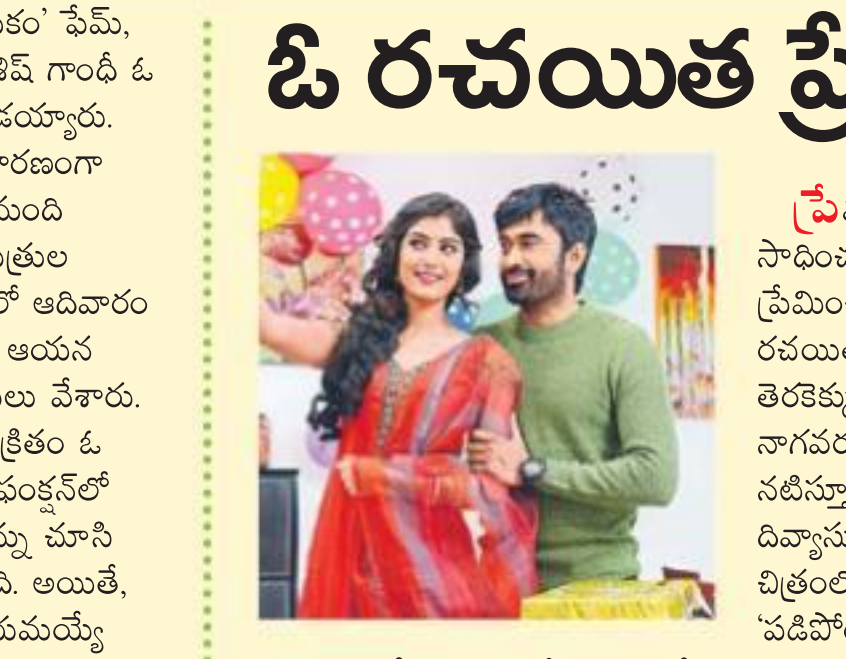 కం' ఫేమ్,
గాంధీ ఓ
డయ్యారు.
రణంగా
నుండి
త్రుల
లో ఆదివారం
ఆయన
లు వేశారు.
క్రితం ఓ
ఫంక్షన్‌లో
చూసి
ది. అయితే,
రుమయ్యే
ఓ రచయిత ప్రే
ప్రే
సాధించ
ప్రేమించ
రచయిత
తెరకెక్కు
నాగవర
నటిస్తూ
దివ్యాసు
చిత్రంలో
'పడిపో